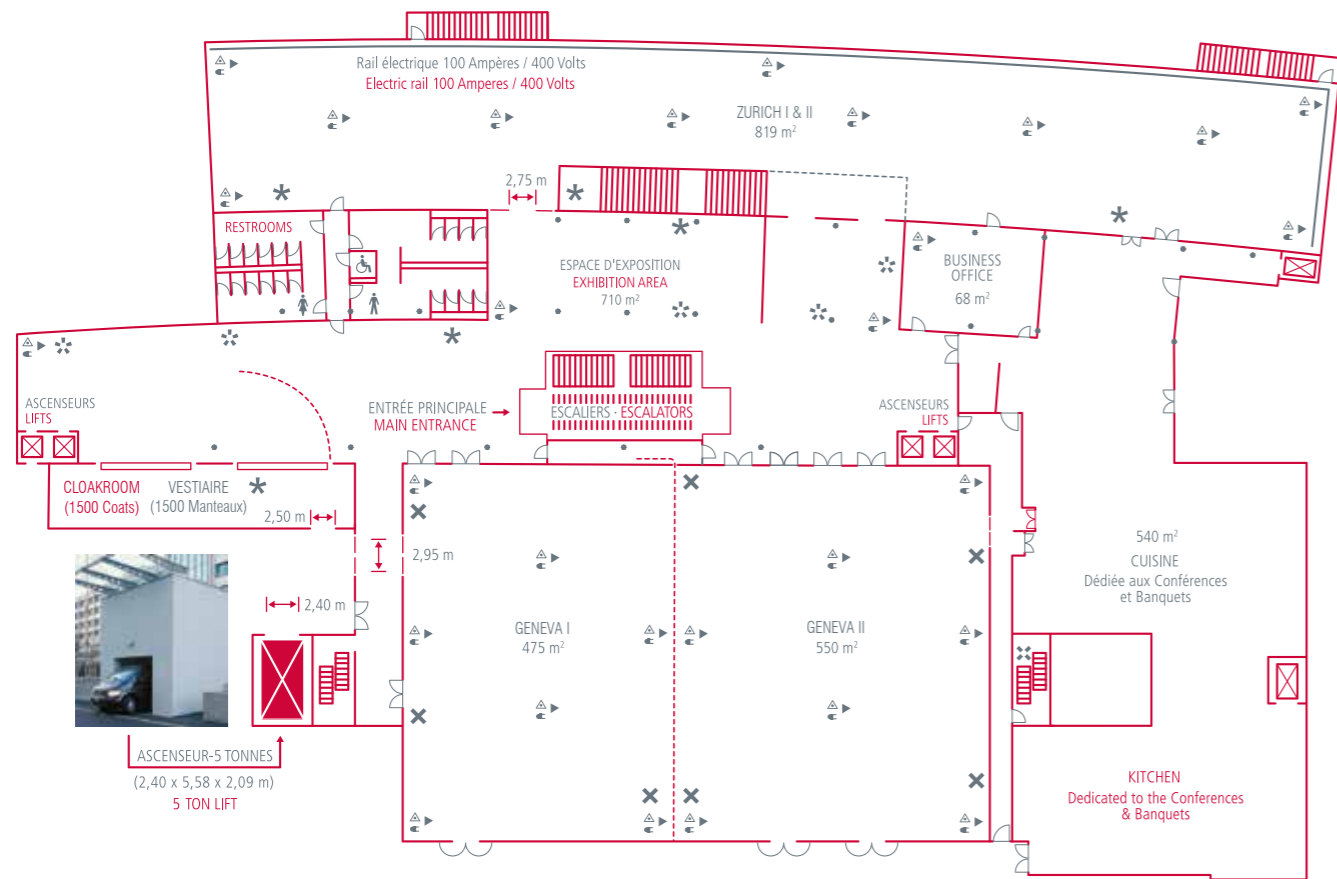 Rail électrique 100 Ampères / 400 Volts
Electric rail 100 Amperes / 400 Volts
ZURICH I & II
819 m²
2,75 m
RESTROOMS
ESPACE D'EXPOSITION
EXHIBITION AREA
710 m²
BUSINESS
OFFICE
68 m²
ASCENSEURS
LIFTS
ENTRÉE PRINCIPALE
MAIN ENTRANCE
ESCALIERS · ESCALATORS
ASCENSEURS
LIFTS
CLOAKROOM
(1500 Coats)
VESTIAIRE
(1500 Manteaux)
2,50 m
2,95 m
2,40 m
GENEVA I
475 m²
GENEVA II
550 m²
540 m²
CUISINE
Dédiée aux Conférences
et Banquets
ASCENSEUR-5 TONNES
(2,40 x 5,58 x 2,09 m)
5 TON LIFT
KITCHEN
Dedicated to the Conferences
& Banquets